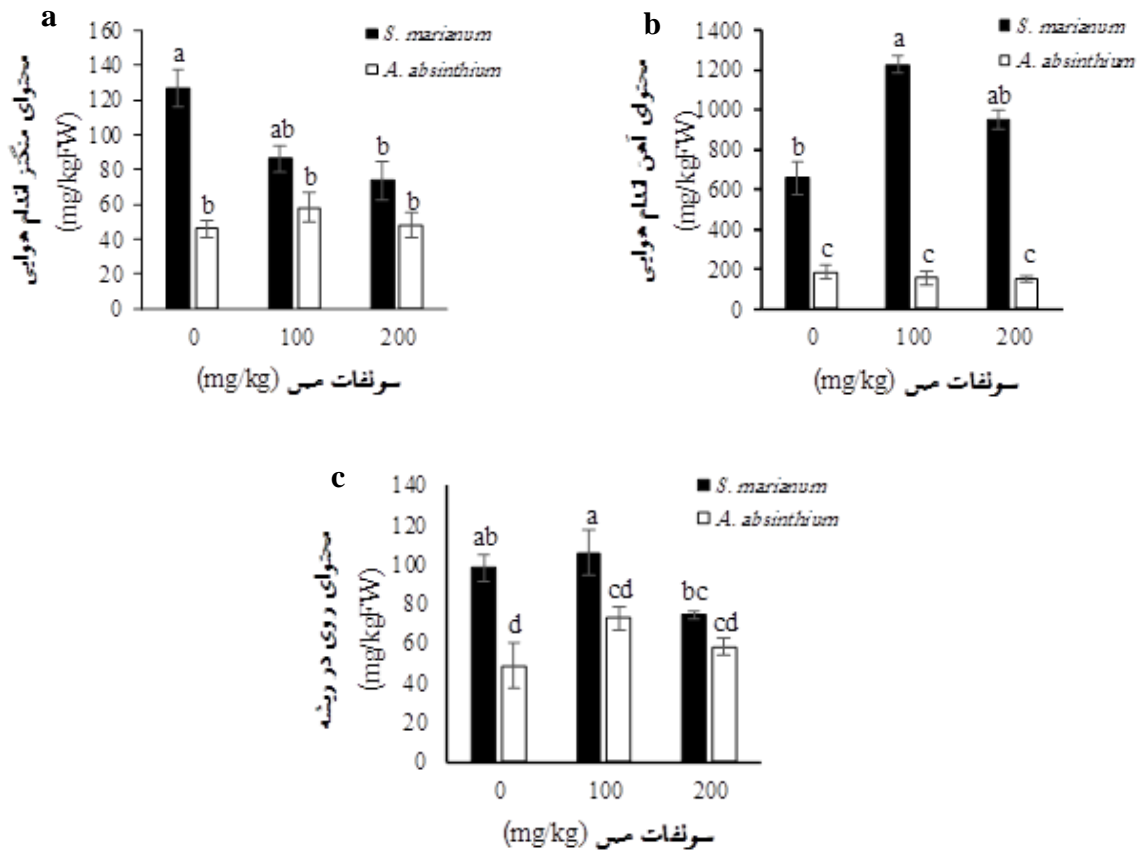 a
محتوای منگنز اندام هوایی
(mg/kgFW)
160
140
120
100
80
60
40
20
0
S. marianum
A. absinthium
a
b
ab
b
b
b
0
100
200
سولفات مس (mg/kg)
b
محتوای آهن اندام هوایی
(mg/kgFW)
1400
1200
1000
800
600
400
200
0
S. marianum
A. absinthium
b
c
a
c
ab
c
0
100
200
سولفات مس (mg/kg)
c
محتوای روی در ریشه
(mg/kgFW)
140
120
100
80
60
40
20
0
S. marianum
A. absinthium
ab
d
a
cd
bc
cd
0
100
200
سولفات مس (mg/kg)